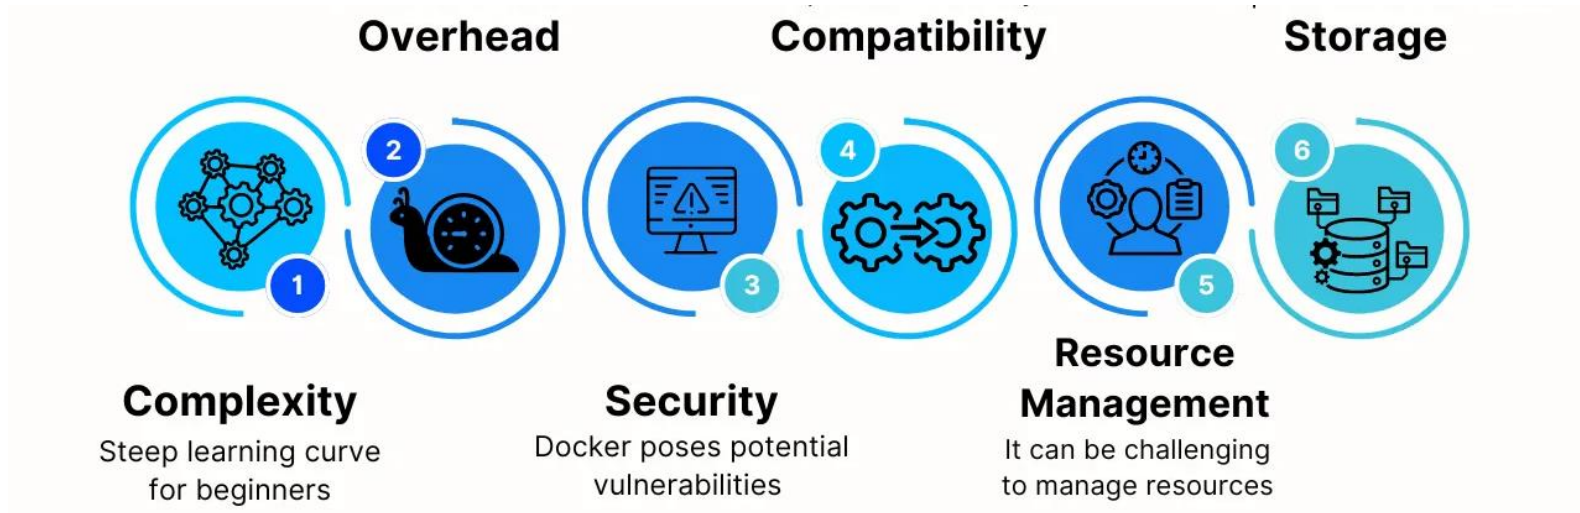 Overhead
Compatibility
Storage
1
2
3
4
5
6
Complexity
Steep learning curve
for beginners
Security
Docker poses potential
vulnerabilities
Resource
Management
It can be challenging
to manage resources